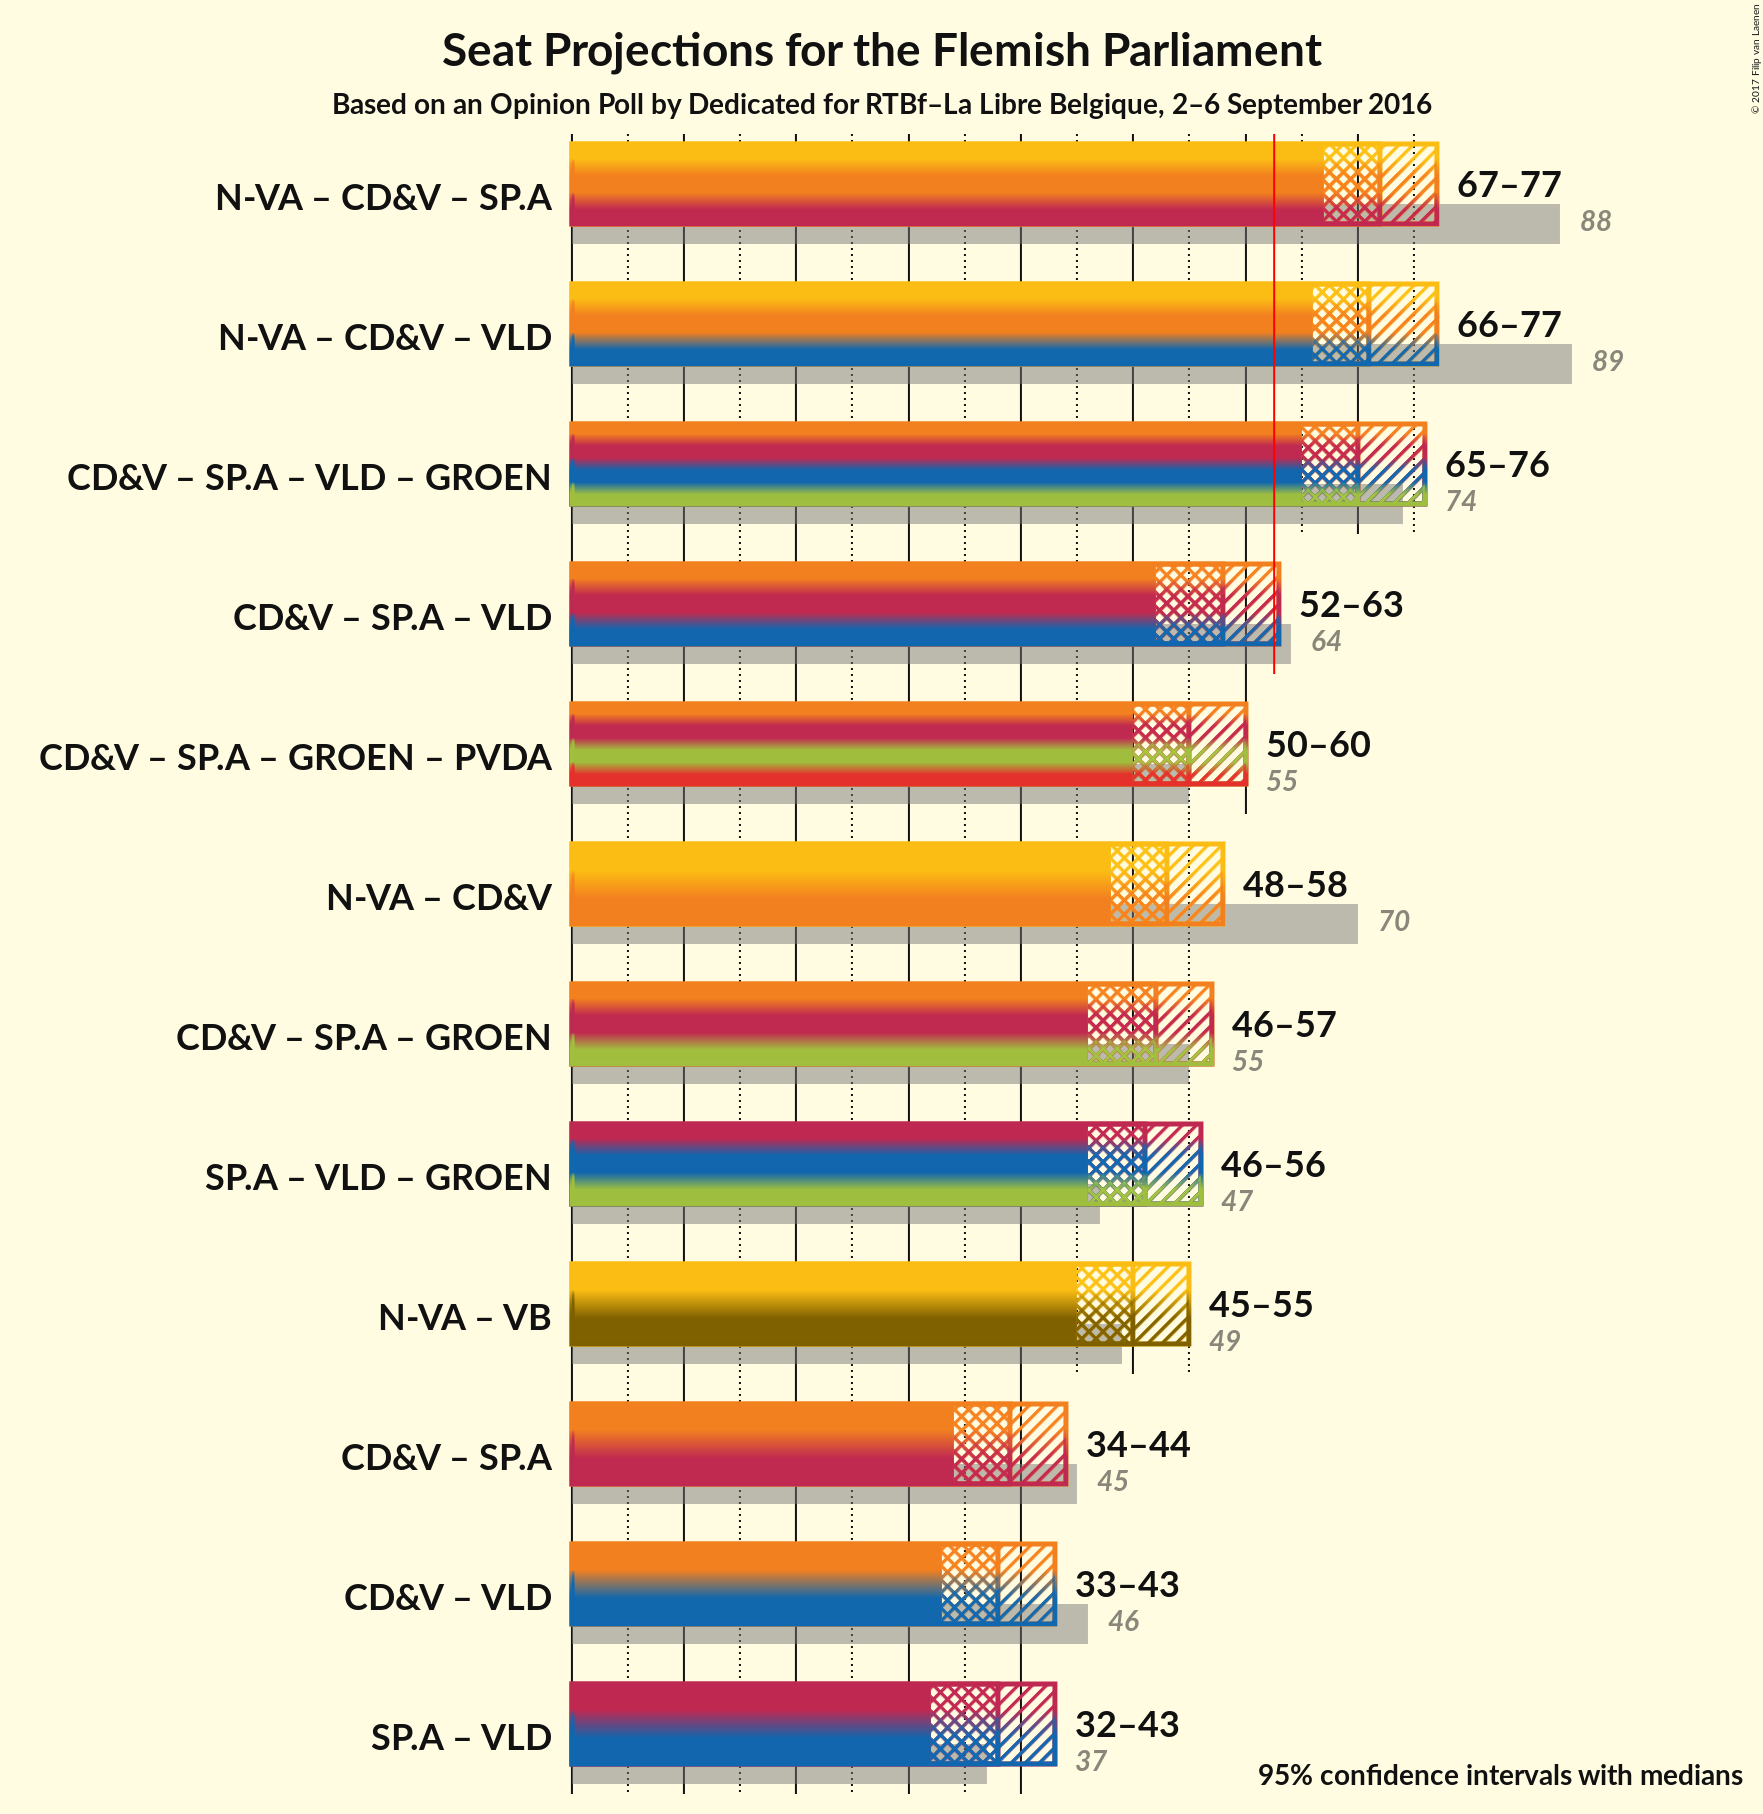 Seat Projections for the Flemish Parliament
Based on an Opinion Poll by Dedicated for RTBf–La Libre Belgique, 2–6 September 2016
© 2017 Filip van Laenen
N-VA – CD&V – SP.A
67–77
88
N-VA – CD&V – VLD
66–77
89
CD&V – SP.A – VLD – GROEN
65–76
74
CD&V – SP.A – VLD
52–63
64
CD&V – SP.A – GROEN – PVDA
50–60
55
N-VA – CD&V
48–58
70
CD&V – SP.A – GROEN
46–57
55
SP.A – VLD – GROEN
46–56
47
N-VA – VB
45–55
49
CD&V – SP.A
34–44
45
CD&V – VLD
33–43
46
SP.A – VLD
32–43
37
95% confidence intervals with medians